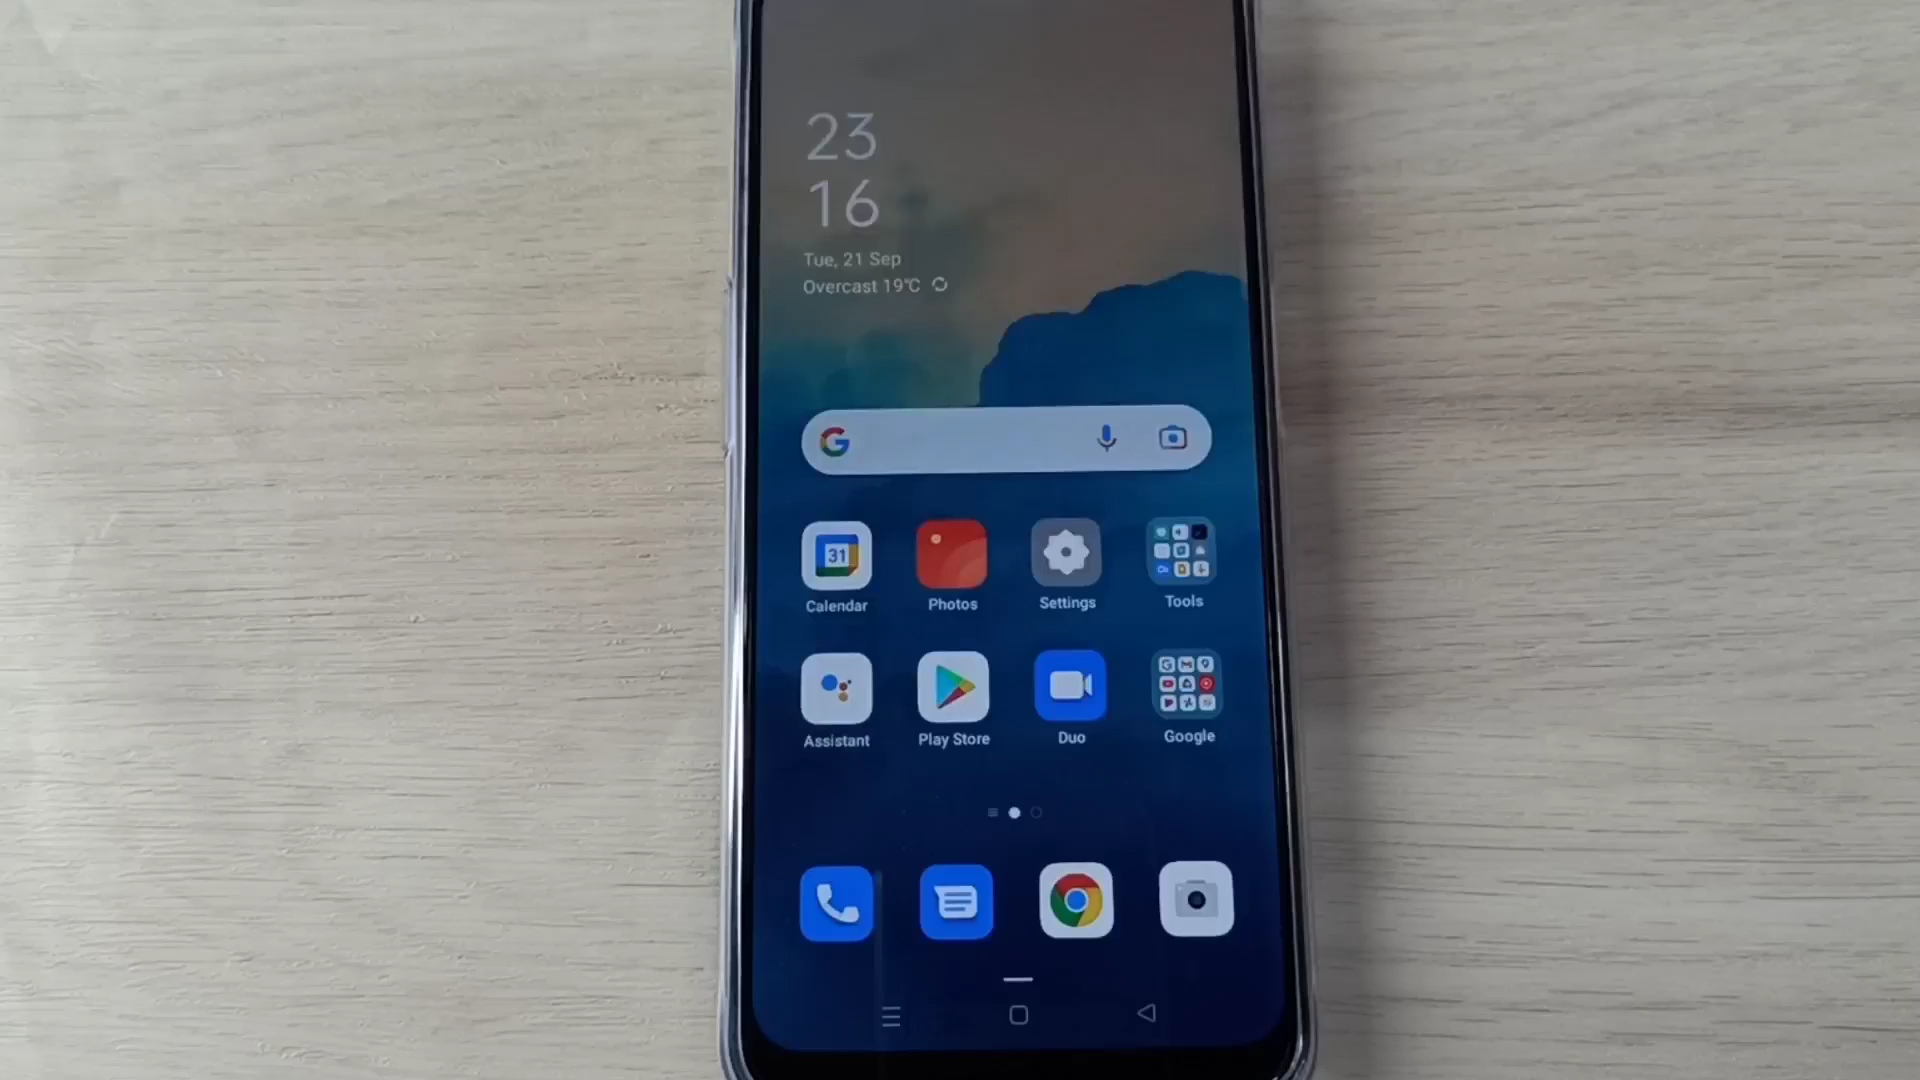 23
16
Tue, 21 Sep
Overcast 19°C
G
31
Calendar
Photos
Settings
Tools
Assistant
Play Store
Duo
Google